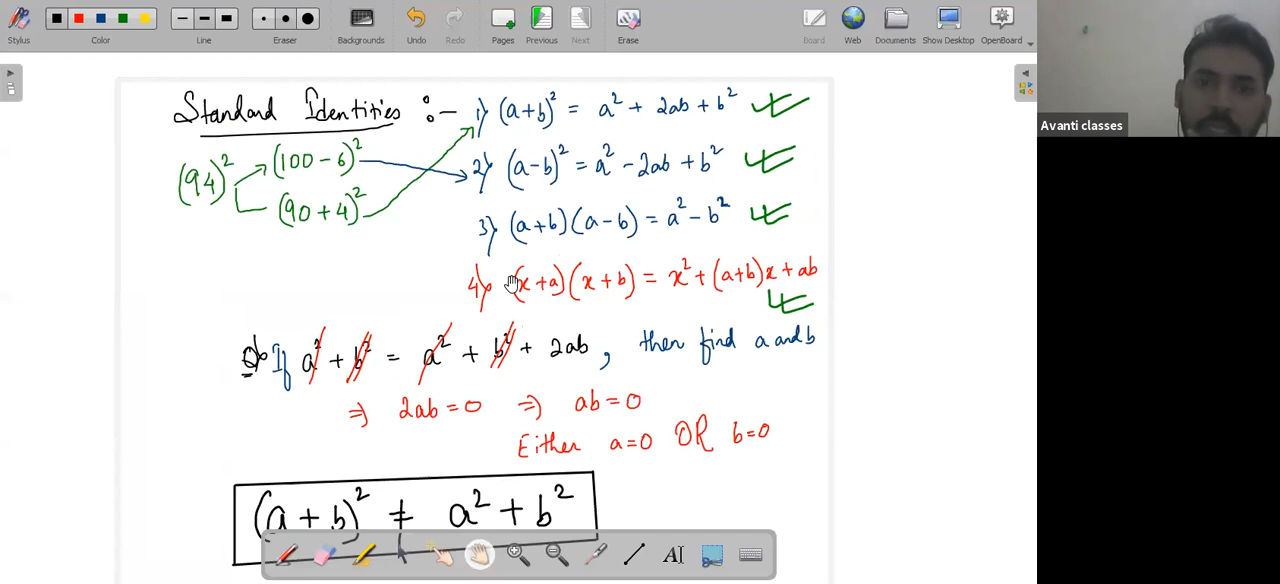 Stylus
Color
Line
Eraser
Backgrounds
Undo
Redo
Pages
Previous
Next
Erase
Board
Web
Documents
Show Desktop
OpenBoard
Avanti classes
Standard Identities :-
1) (a+b)² = a² + 2ab + b²
(94)²
(100 - 6)²
2) (a-b)² = a² - 2ab + b²
(90 + 4)²
3) (a+b)(a-b) = a² - b²
4) (x+a)(x+b) = x² + (a+b)x + ab
Q) If a² + b² = a² + b² + 2ab, then find a and b
⇒ 2ab = 0 ⇒ ab = 0
Either a=0 OR b=0
(a+b)² ≠ a² + b²